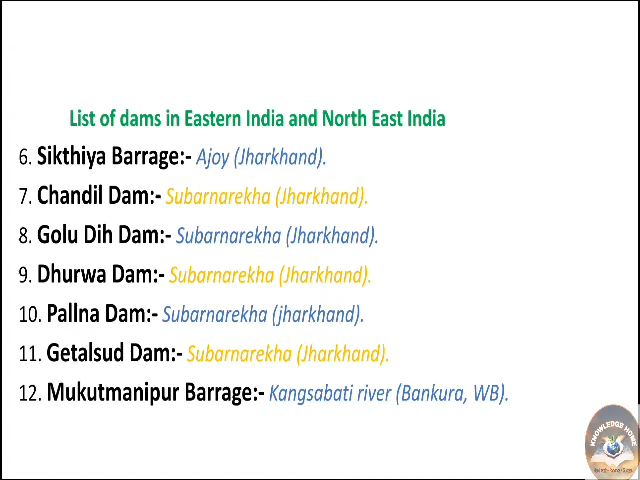 List of dams in Eastern India and North East India
6. Sikthiya Barrage:- Ajoy (Jharkhand).
7. Chandil Dam:- Subarnarekha (Jharkhand).
8. Golu Dih Dam:- Subarnarekha (Jharkhand).
9. Dhurwa Dam:- Subarnarekha (Jharkhand).
10. Pallna Dam:- Subarnarekha (jharkhand).
11. Getalsud Dam:- Subarnarekha (Jharkhand).
12. Mukutmanipur Barrage:- Kangsabati river (Bankura, WB).
KNOWLEDGE HOME